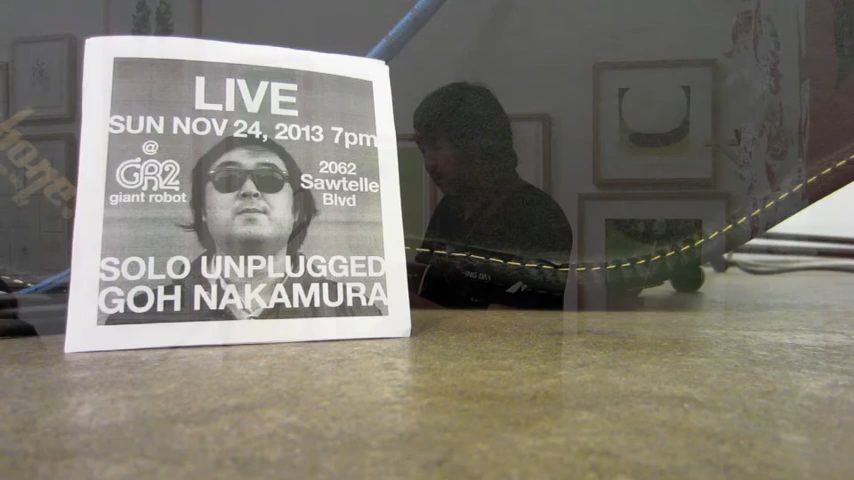 LIVE
SUN NOV 24, 2013 7pm
@
GR2
giant robot
2062
Sawtelle
Blvd
SOLO UNPLUGGED
GOH NAKAMURA